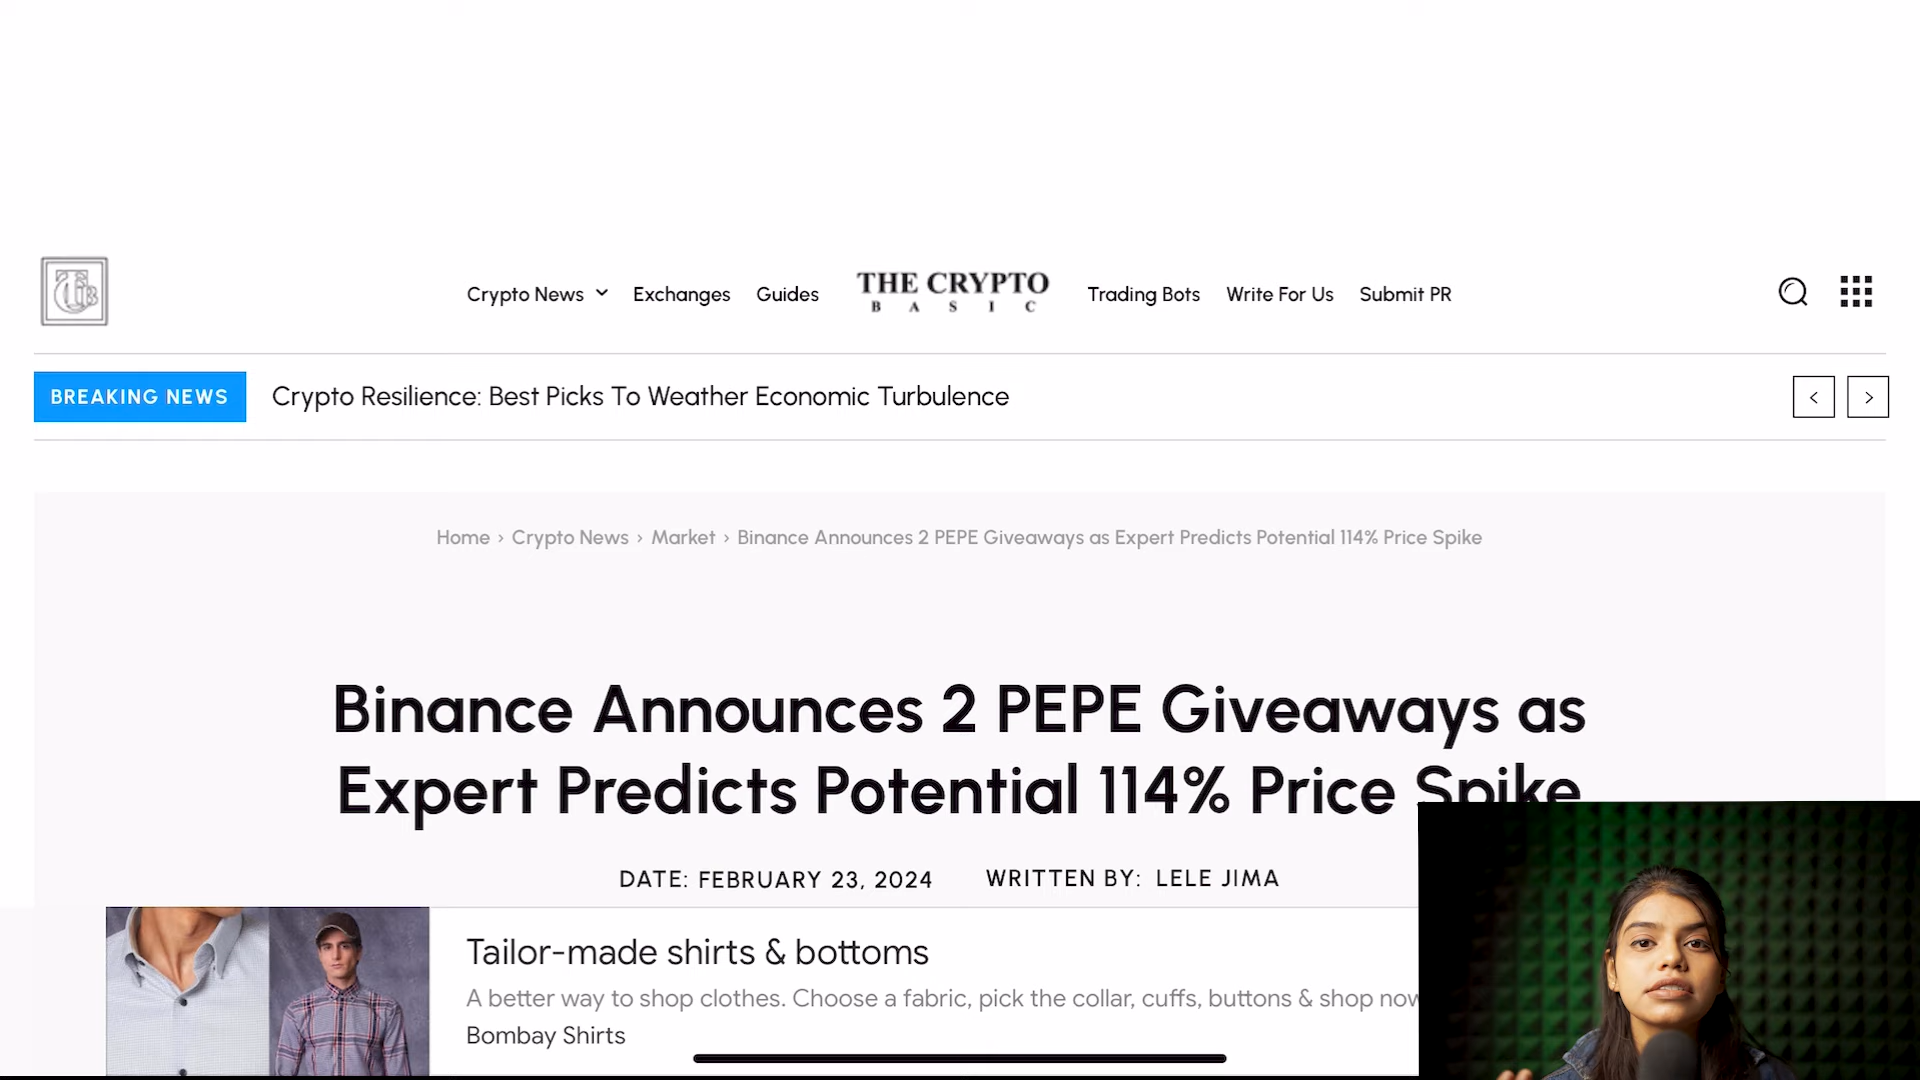 Crypto News
Exchanges
Guides
THE CRYPTO
BASIC
Trading Bots
Write For Us
Submit PR
BREAKING NEWS
Crypto Resilience: Best Picks To Weather Economic Turbulence
Home › Crypto News › Market › Binance Announces 2 PEPE Giveaways as Expert Predicts Potential 114% Price Spike
Binance Announces 2 PEPE Giveaways as
Expert Predicts Potential 114% Price Spike
DATE: FEBRUARY 23, 2024
WRITTEN BY: LELE JIMA
Tailor-made shirts & bottoms
A better way to shop clothes. Choose a fabric, pick the collar, cuffs, buttons & shop now
Bombay Shirts